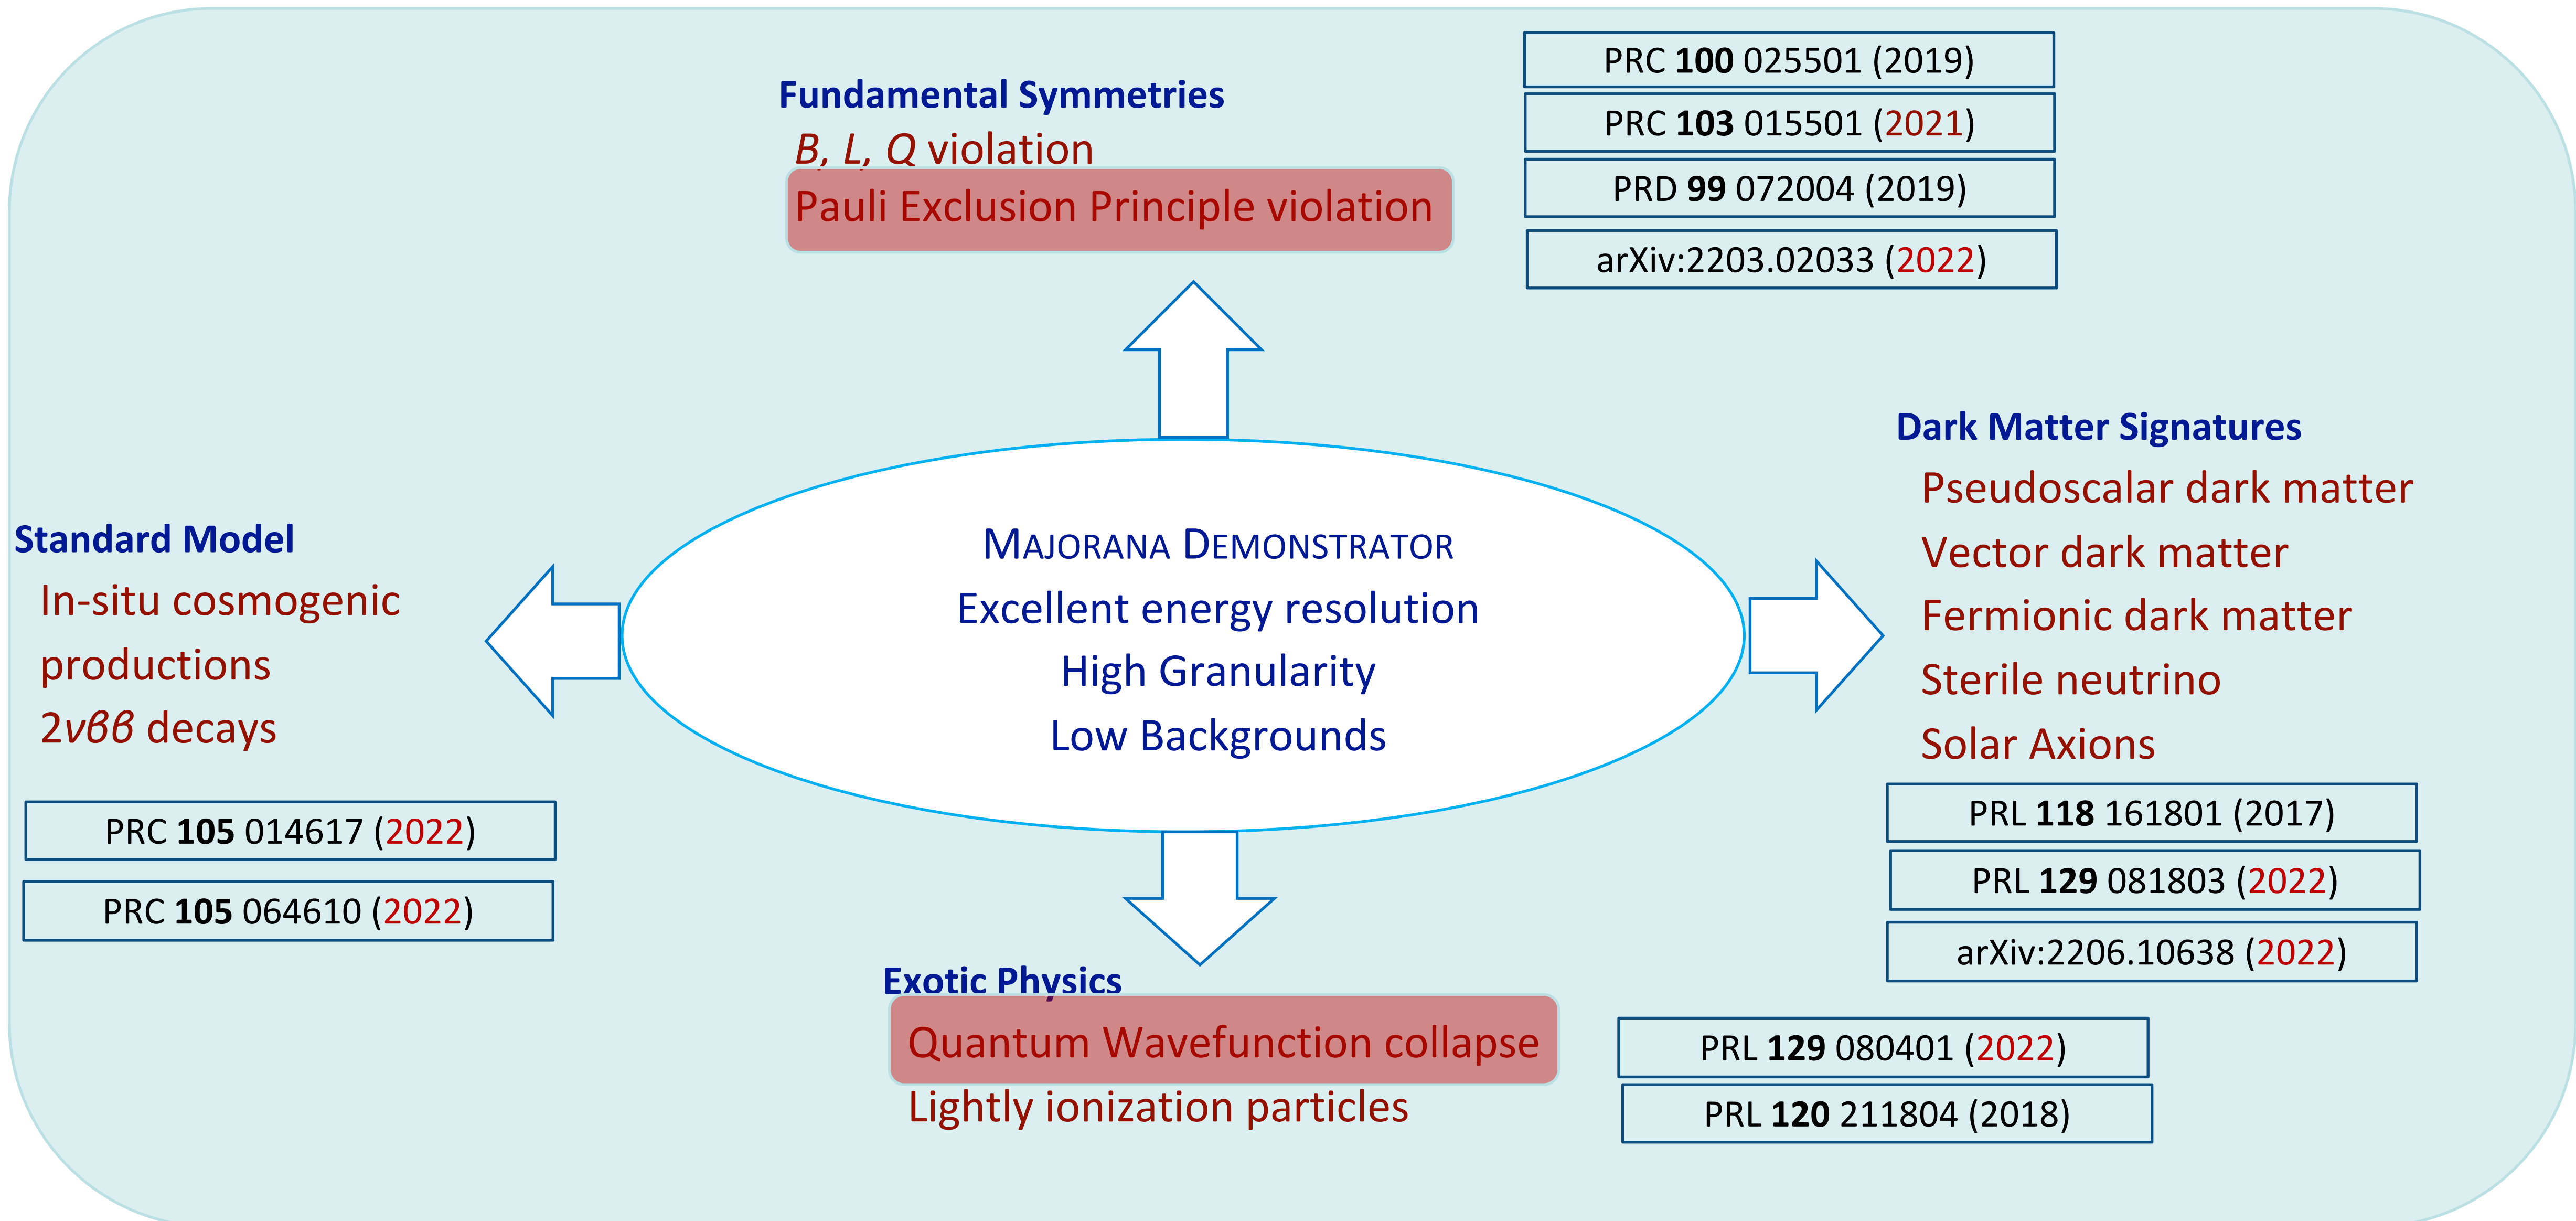 Fundamental Symmetries
B, L, Q violation
Pauli Exclusion Principle violation
PRC 100 025501 (2019)
PRC 103 015501 (2021)
PRD 99 072004 (2019)
arXiv:2203.02033 (2022)
Standard Model
In-situ cosmogenic
productions
2νββ decays
PRC 105 014617 (2022)
PRC 105 064610 (2022)
MAJORANA DEMONSTRATOR
Excellent energy resolution
High Granularity
Low Backgrounds
Dark Matter Signatures
Pseudoscalar dark matter
Vector dark matter
Fermionic dark matter
Sterile neutrino
Solar Axions
PRL 118 161801 (2017)
PRL 129 081803 (2022)
arXiv:2206.10638 (2022)
Exotic Physics
Quantum Wavefunction collapse
Lightly ionization particles
PRL 129 080401 (2022)
PRL 120 211804 (2018)